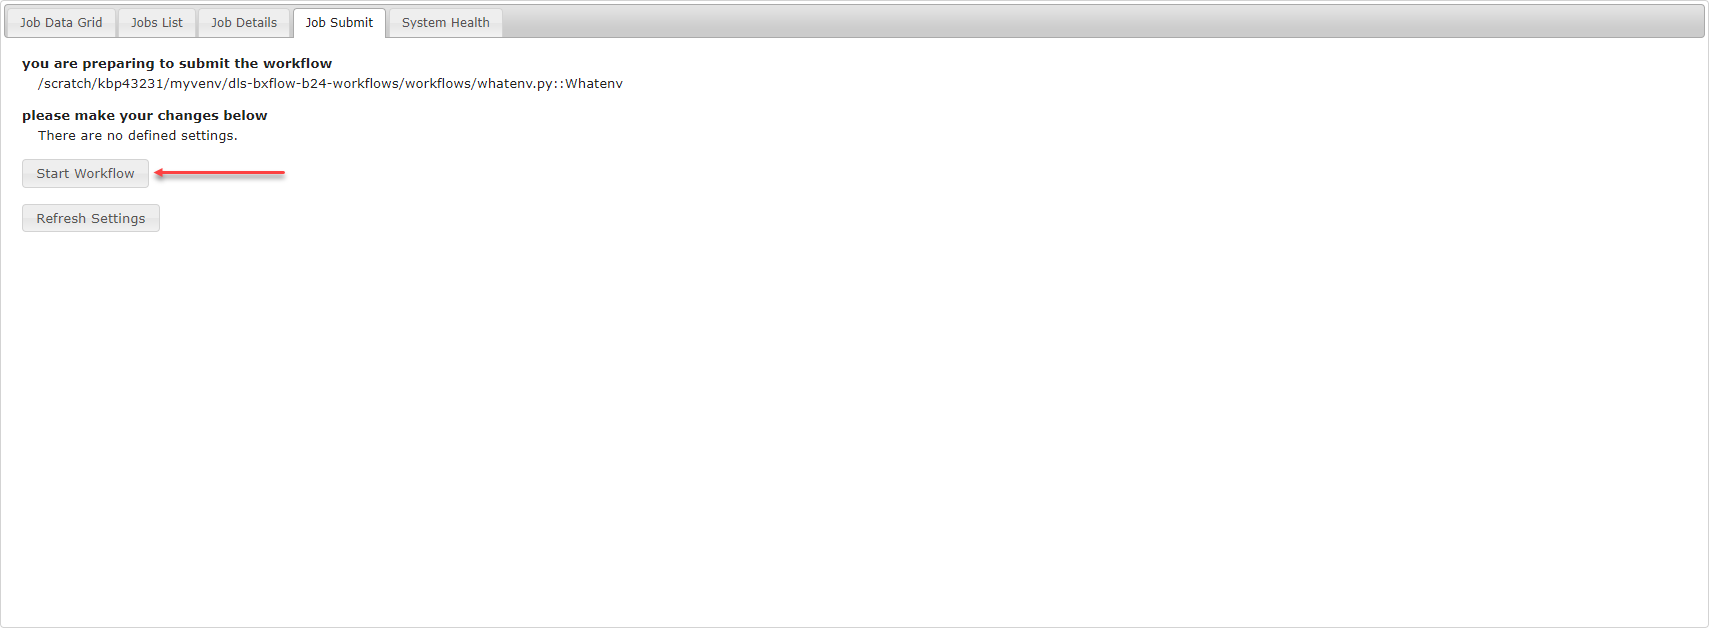 Job Data Grid Jobs List Job Details Job Submit System Health
you are preparing to submit the workflow
/scratch/kbp43231/myvenv/dls-bxflow-b24-workflows/workflows/whatenv.py::Whatenv
please make your changes below
There are no defined settings.
Start Workflow
Refresh Settings